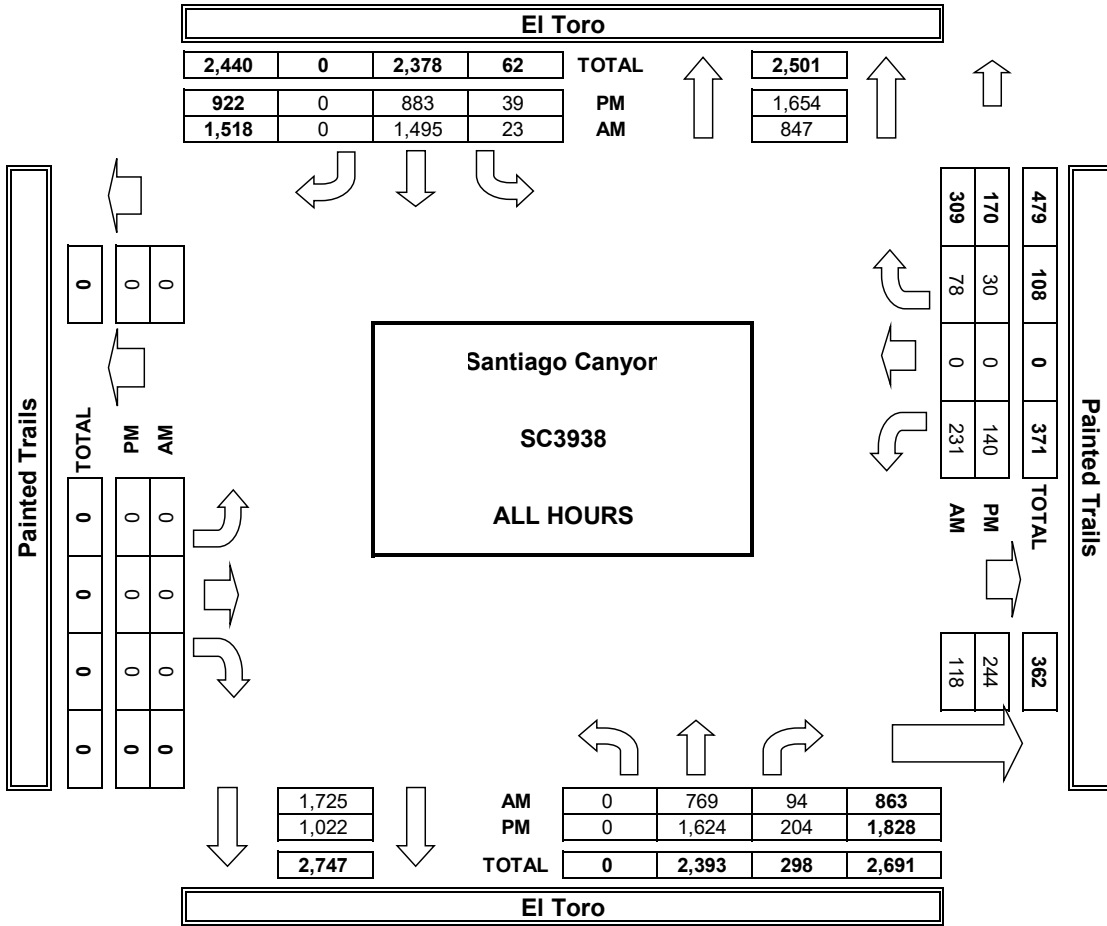 El Toro
2,440 0 2,378 62 TOTAL 2,501
922 0 883 39 PM 1,654
1,518 0 1,495 23 AM 847
Painted Trails
0 0 0
TOTAL PM AM
0 0 0
0 0 0
0 0 0
0 0 0
Santiago Canyor
SC3938
ALL HOURS
479 108 0 371 TOTAL
170 30 0 140 PM
309 78 0 231 AM
362
244
118
Painted Trails
1,725 AM 0 769 94 863
1,022 PM 0 1,624 204 1,828
2,747 TOTAL 0 2,393 298 2,691
El Toro